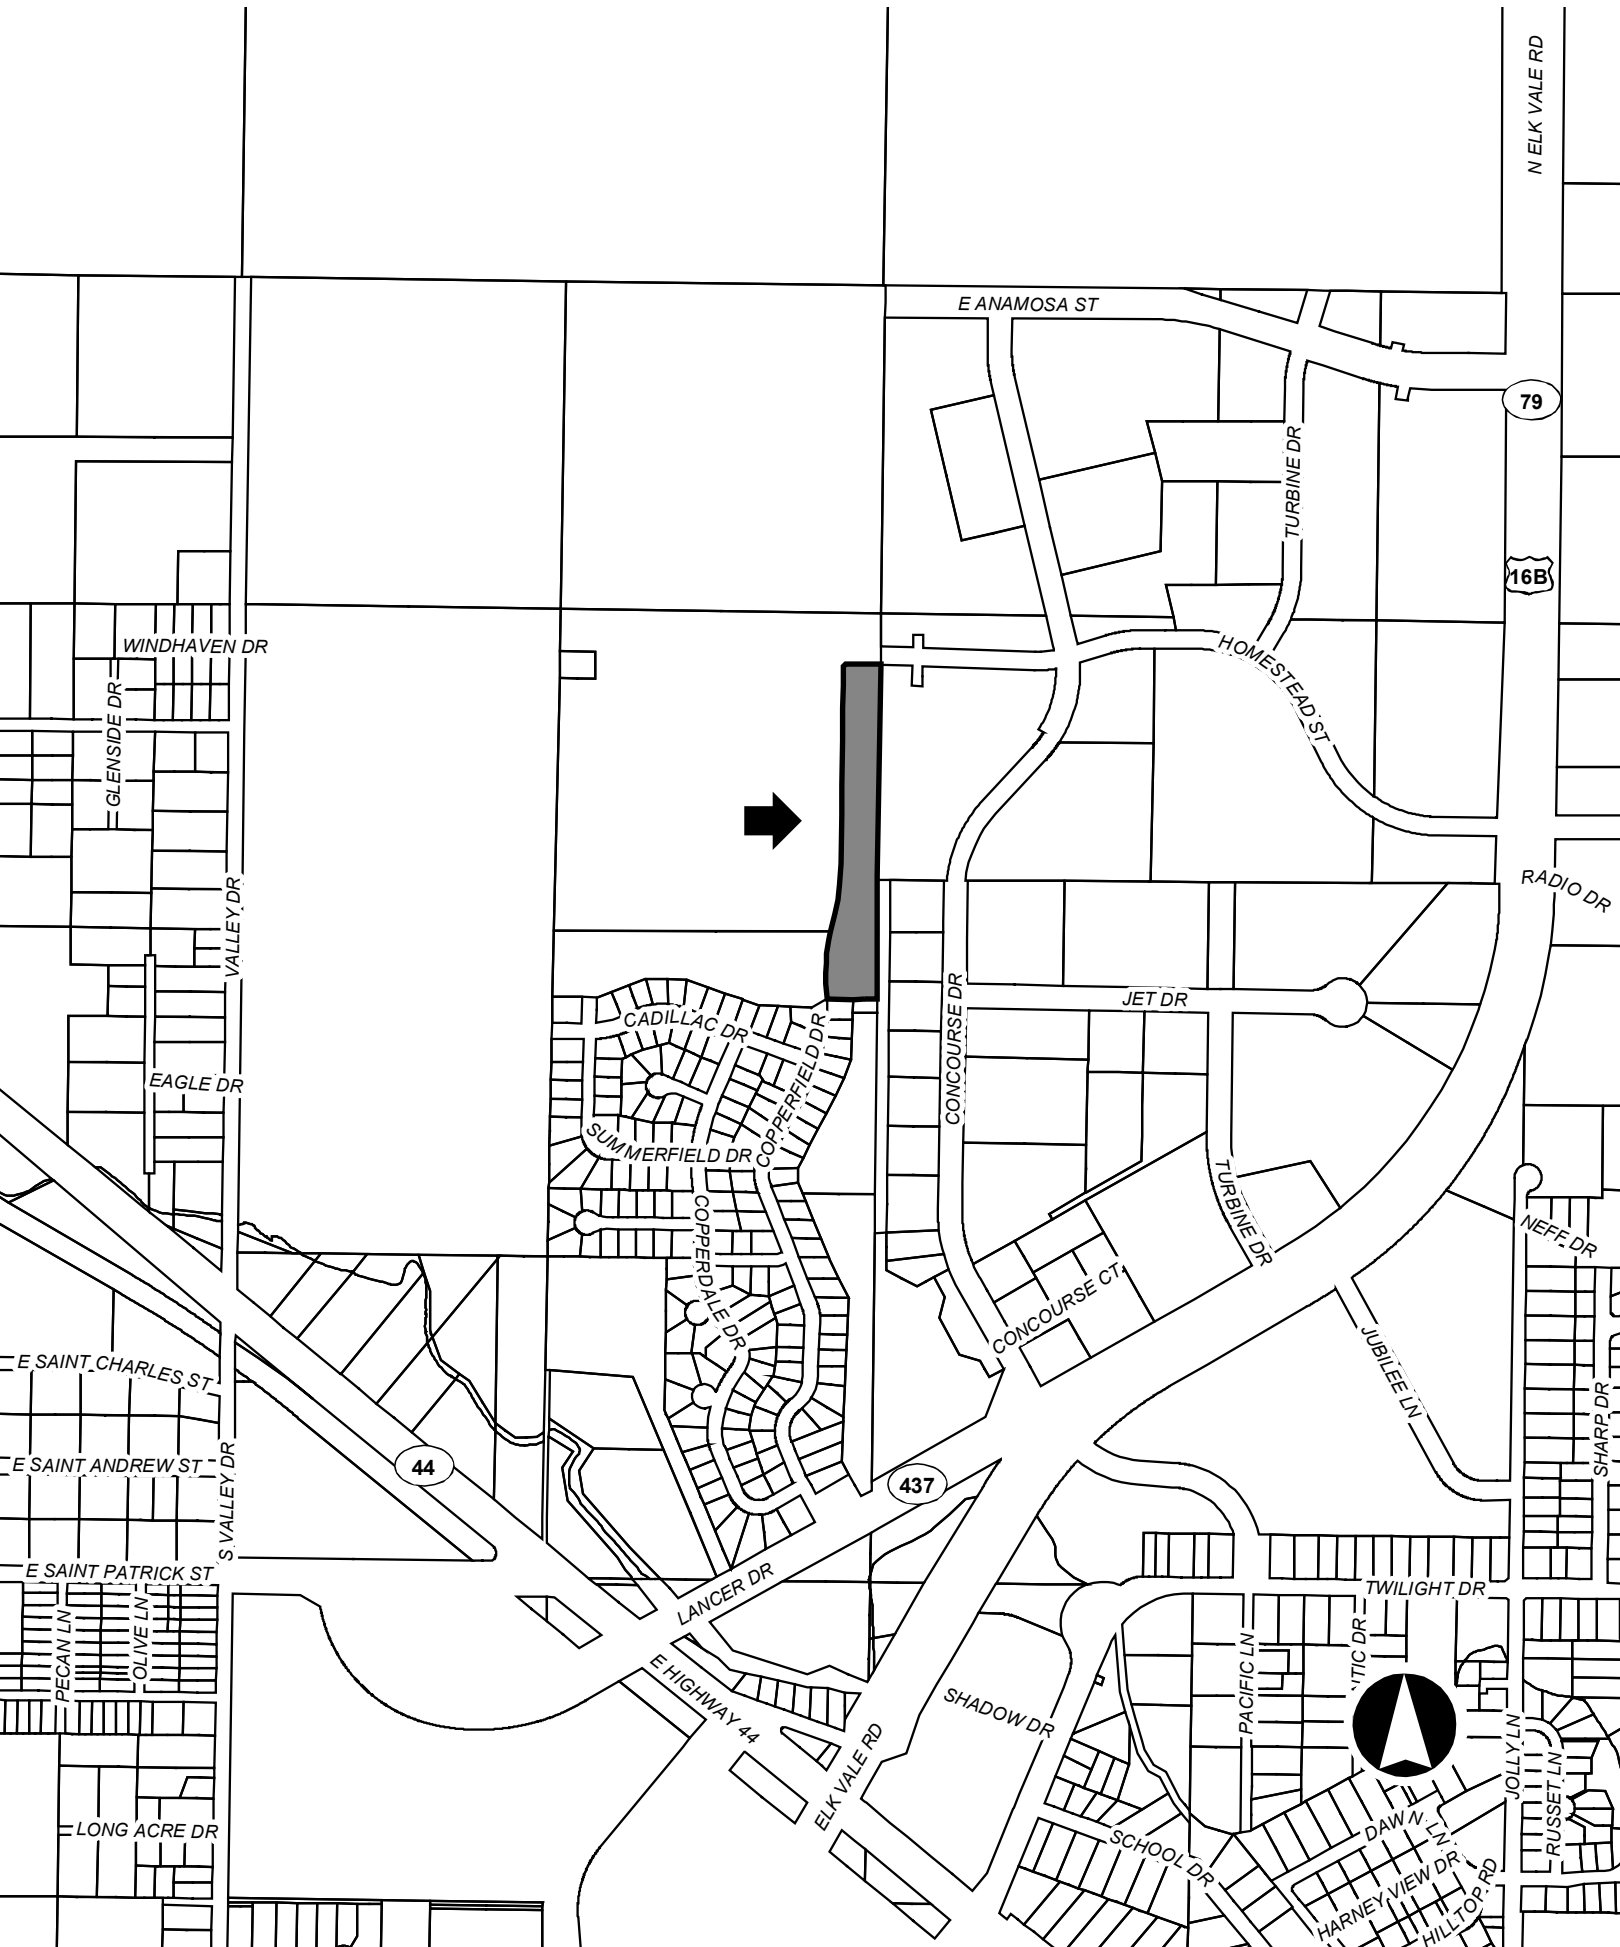 N ELK VALE RD
E ANAMOSA ST
79
TURBINE DR
16B
WINDHAVEN DR
HOMESTEAD ST
GLENSIDE DR
RADIO DR
VALLEY DR
JET DR
CADILLAC DR
COPPERFIELD DR
CONCOURSE DR
EAGLE DR
SUMMERFIELD DR
TURBINE DR
NEFF DR
COPPERDALE DR
CONCOURSE CT
JUBILEE LN
E SAINT CHARLES ST
SHARP DR
E SAINT ANDREW ST
44
437
S VALLEY DR
E SAINT PATRICK ST
LANCER DR
TWILIGHT DR
PECAN LN
OLIVE LN
PACIFIC LN
TIC DR
E HIGHWAY 44
SHADOW DR
ELK VALE RD
JOLLY LN
RUSSET LN
LONG ACRE DR
SCHOOL DR
DAWN LN
HARNEY VIEW DR
HILLTOP RD